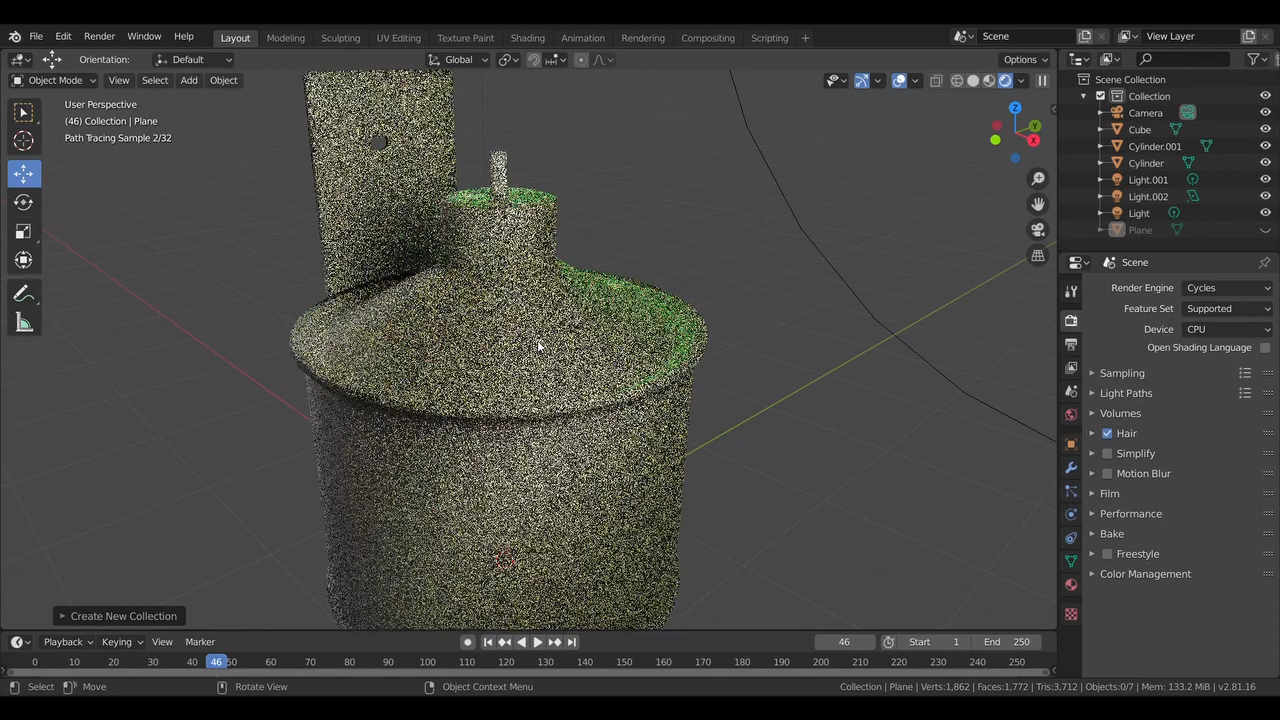 File Edit Render Window Help Layout Modeling Sculpting UV Editing Texture Paint Shading Animation Rendering Compositing Scripting + Scene View Layer
Orientation: Default Global Options
Object Mode View Select Add Object
User Perspective
(46) Collection | Plane
Path Tracing Sample 2/32
Z
Y
X
Scene Collection
Collection
Camera
Cube
Cylinder.001
Cylinder
Light.001
Light.002
Light
Plane
Scene
Render Engine Cycles
Feature Set Supported
Device CPU
Open Shading Language
Sampling
Light Paths
Volumes
Hair
Simplify
Motion Blur
Film
Performance
Bake
Freestyle
Color Management
Create New Collection
Playback Keying View Marker 46 Start 1 End 250
0 10 20 30 40 46 50 60 70 80 90 100 110 120 130 140 150 160 170 180 190 200 210 220 230 240 250
Select Move Rotate View Object Context Menu Collection | Plane | Verts:1,862 | Faces:1,772 | Tris:3,712 | Objects:0/7 | Mem: 133.2 MiB | v2.81.16